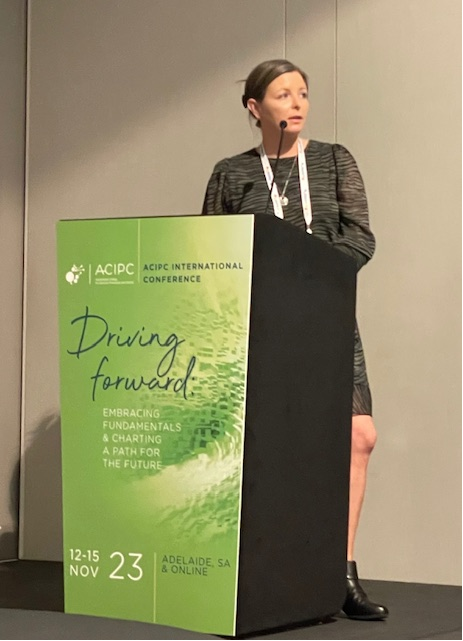 ACIPC
ACIPC INTERNATIONAL
CONFERENCE
Driving
forward:
EMBRACING
FUNDAMENTALS
& CHARTING
A PATH FOR
THE FUTURE
12-15
NOV
23
ADELAIDE, SA
& ONLINE